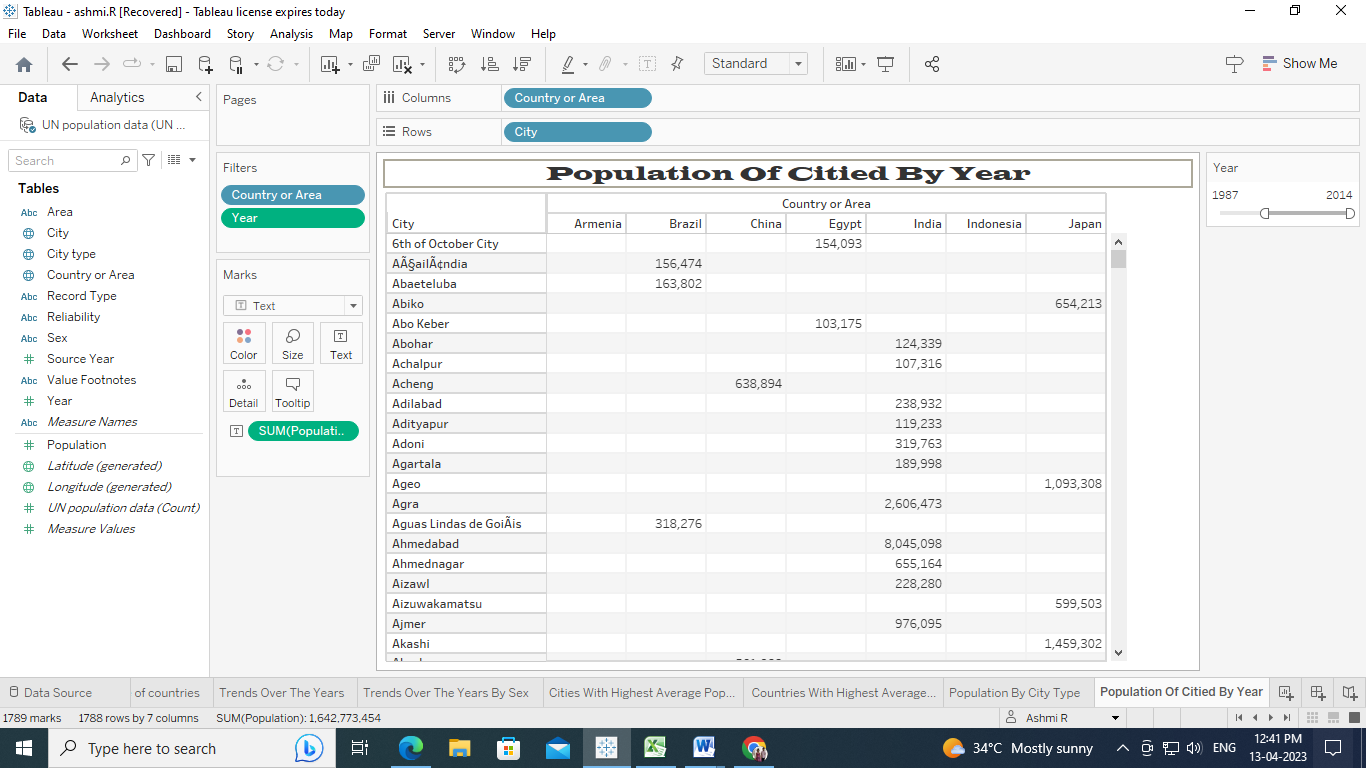 Tableau - ashmi.R [Recovered] - Tableau license expires today
File Data Worksheet Dashboard Story Analysis Map Format Server Window Help
Standard Show Me
Data Analytics
UN population data (UN ...
Search
Tables
Abc Area
City
City type
Country or Area
Abc Record Type
Abc Reliability
Abc Sex
Source Year
Abc Value Footnotes
Year
Abc Measure Names
Population
Latitude (generated)
Longitude (generated)
UN population data (Count)
Measure Values
Pages
Filters
Country or Area
Year
Marks
Text
Color Size Text
Detail Tooltip
SUM(Populati..
Columns Country or Area
Rows City
Population Of Citied By Year
Country or Area
City Armenia Brazil China Egypt India Indonesia Japan
6th of October City 154,093
AÃ§ailÃ¢ndia 156,474
Abaeteluba 163,802
Abiko 654,213
Abo Keber 103,175
Abohar 124,339
Achalpur 107,316
Acheng 638,894
Adilabad 238,932
Adityapur 119,233
Adoni 319,763
Agartala 189,998
Ageo 1,093,308
Agra 2,606,473
Aguas Lindas de GoiÃis 318,276
Ahmedabad 8,045,098
Ahmednagar 655,164
Aizawl 228,280
Aizuwakamatsu 599,503
Ajmer 976,095
Akashi 1,459,302
Year
1987 2014
Data Source of countries Trends Over The Years Trends Over The Years By Sex Cities With Highest Average Pop... Countries With Highest Average... Population By City Type Population Of Citied By Year
1789 marks 1788 rows by 7 columns SUM(Population): 1,642,773,454 Ashmi R
Type here to search 34°C Mostly sunny ENG 12:41 PM
13-04-2023